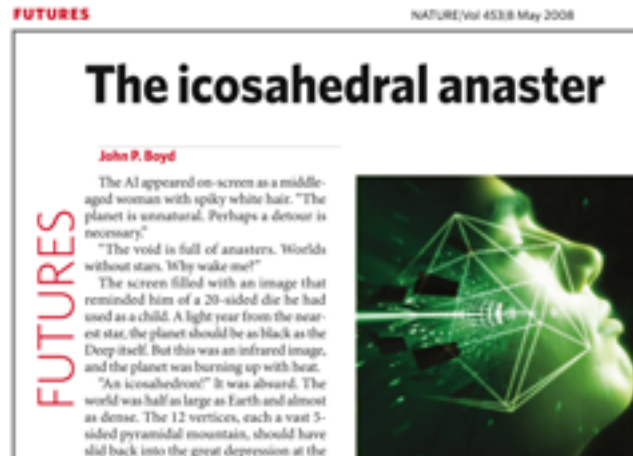 FUTURES
NATURE|Vol 453|8 May 2008
The icosahedral anaster
John P. Boyd
FUTURES
The AI appeared on-screen as a middle-
aged woman with spiky white hair. "The
planet is unnatural. Perhaps a detour is
necessary."
"The void is full of anasters. Worlds
without stars. Why wake me?"
The screen filled with an image that
reminded him of a 20-sided die he had
used as a child. A light year from the near-
est star, the planet should be as black as the
Deep itself. But this was an infrared image,
and the planet was burning up with heat.
"An icosahedron!" It was absurd. The
world was half as large as Earth and almost
as dense. The 12 vertices, each a vast 5-
sided pyramidal mountain, should have
slid back into the great depression at the